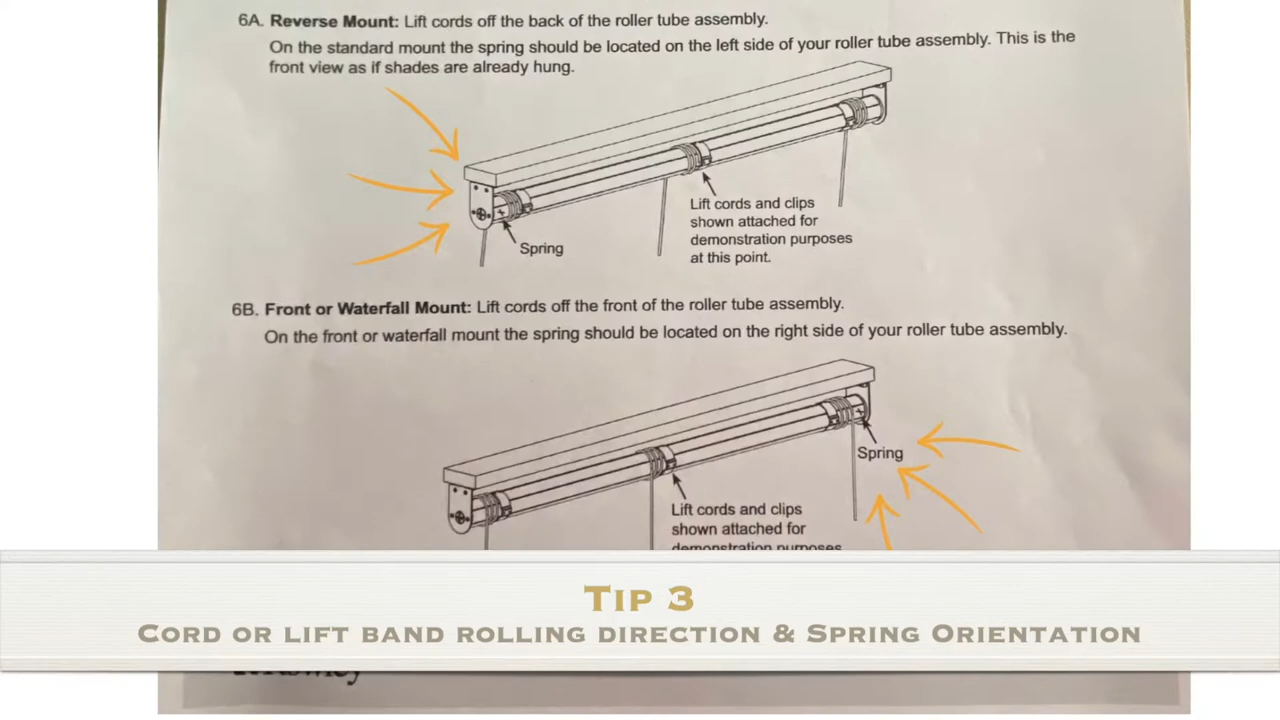 6A. Reverse Mount: Lift cords off the back of the roller tube assembly.
On the standard mount the spring should be located on the left side of your roller tube assembly. This is the
front view as if shades are already hung.
Lift cords and clips
shown attached for
demonstration purposes
at this point.
Spring
6B. Front or Waterfall Mount: Lift cords off the front of the roller tube assembly.
On the front or waterfall mount the spring should be located on the right side of your roller tube assembly.
Spring
Lift cords and clips
shown attached for
demonstration purposes
Tip 3
Cord or lift band rolling direction & Spring Orientation